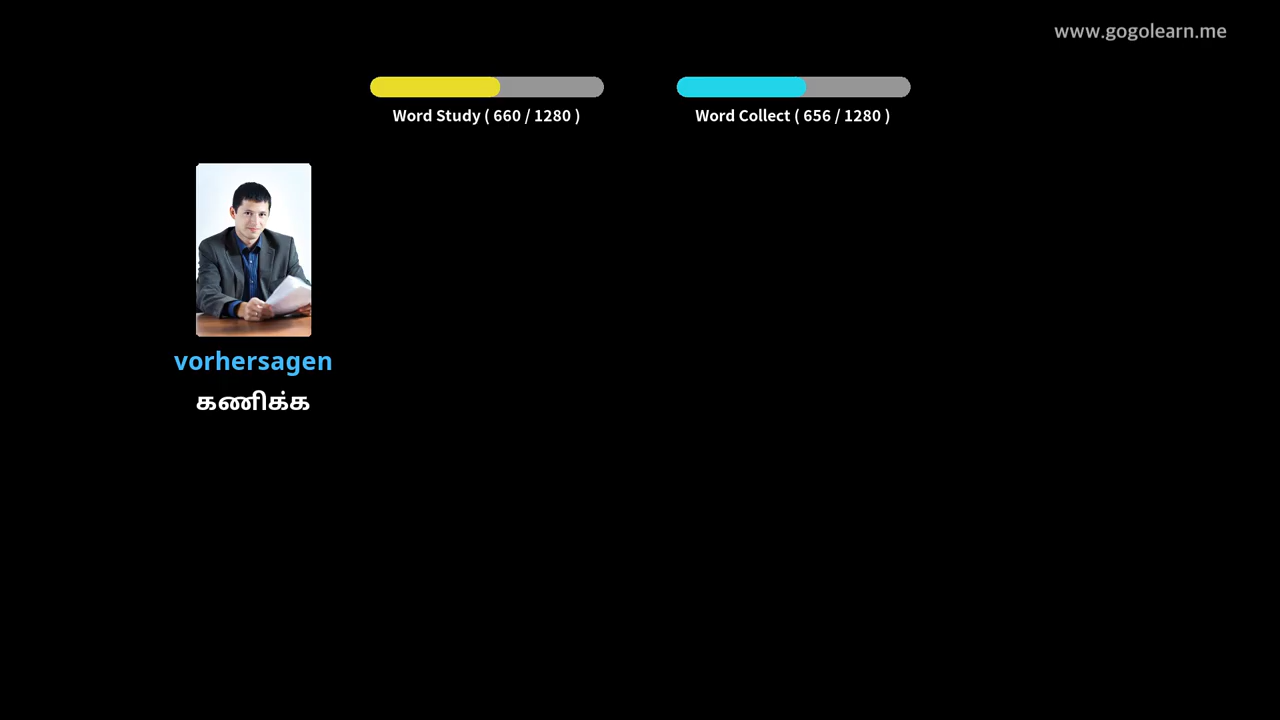 www.gogolearn.me
Word Study ( 660 / 1280 )
Word Collect ( 656 / 1280 )
vorhersagen
கணிக்க